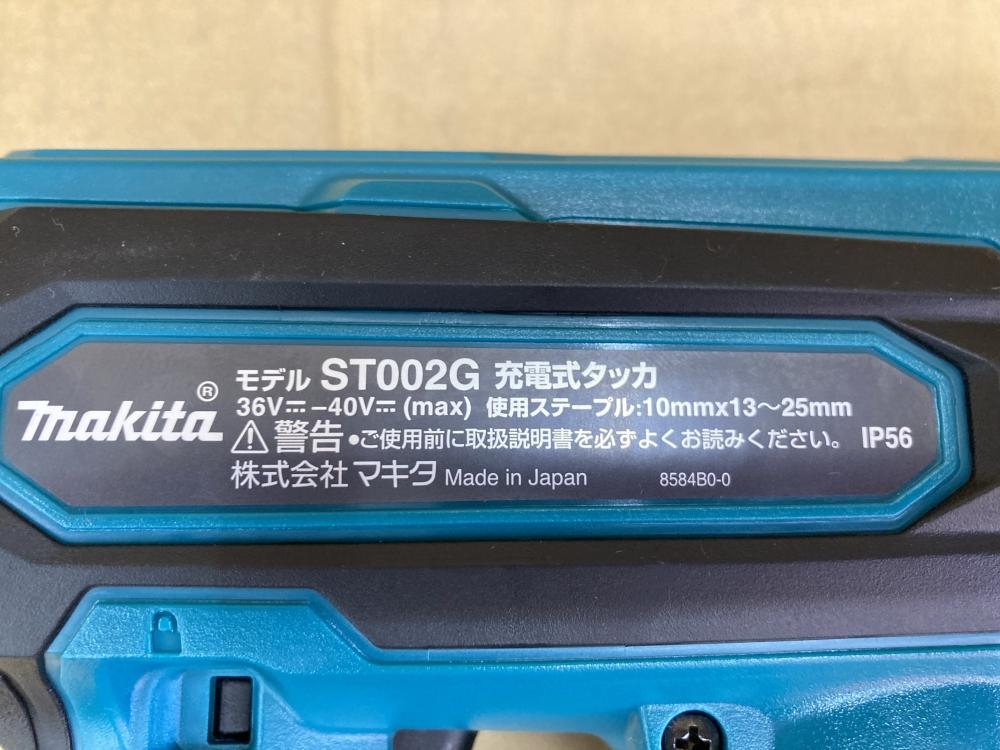 makita®
モデル ST002G 充電式タッカ
36V⎓-40V⎓(max) 使用ステープル:10mmx13～25mm
⚠警告•ご使用前に取扱説明書を必ずよくお読みください。 IP56
株式会社 マキタ Made in Japan 8584B0-0